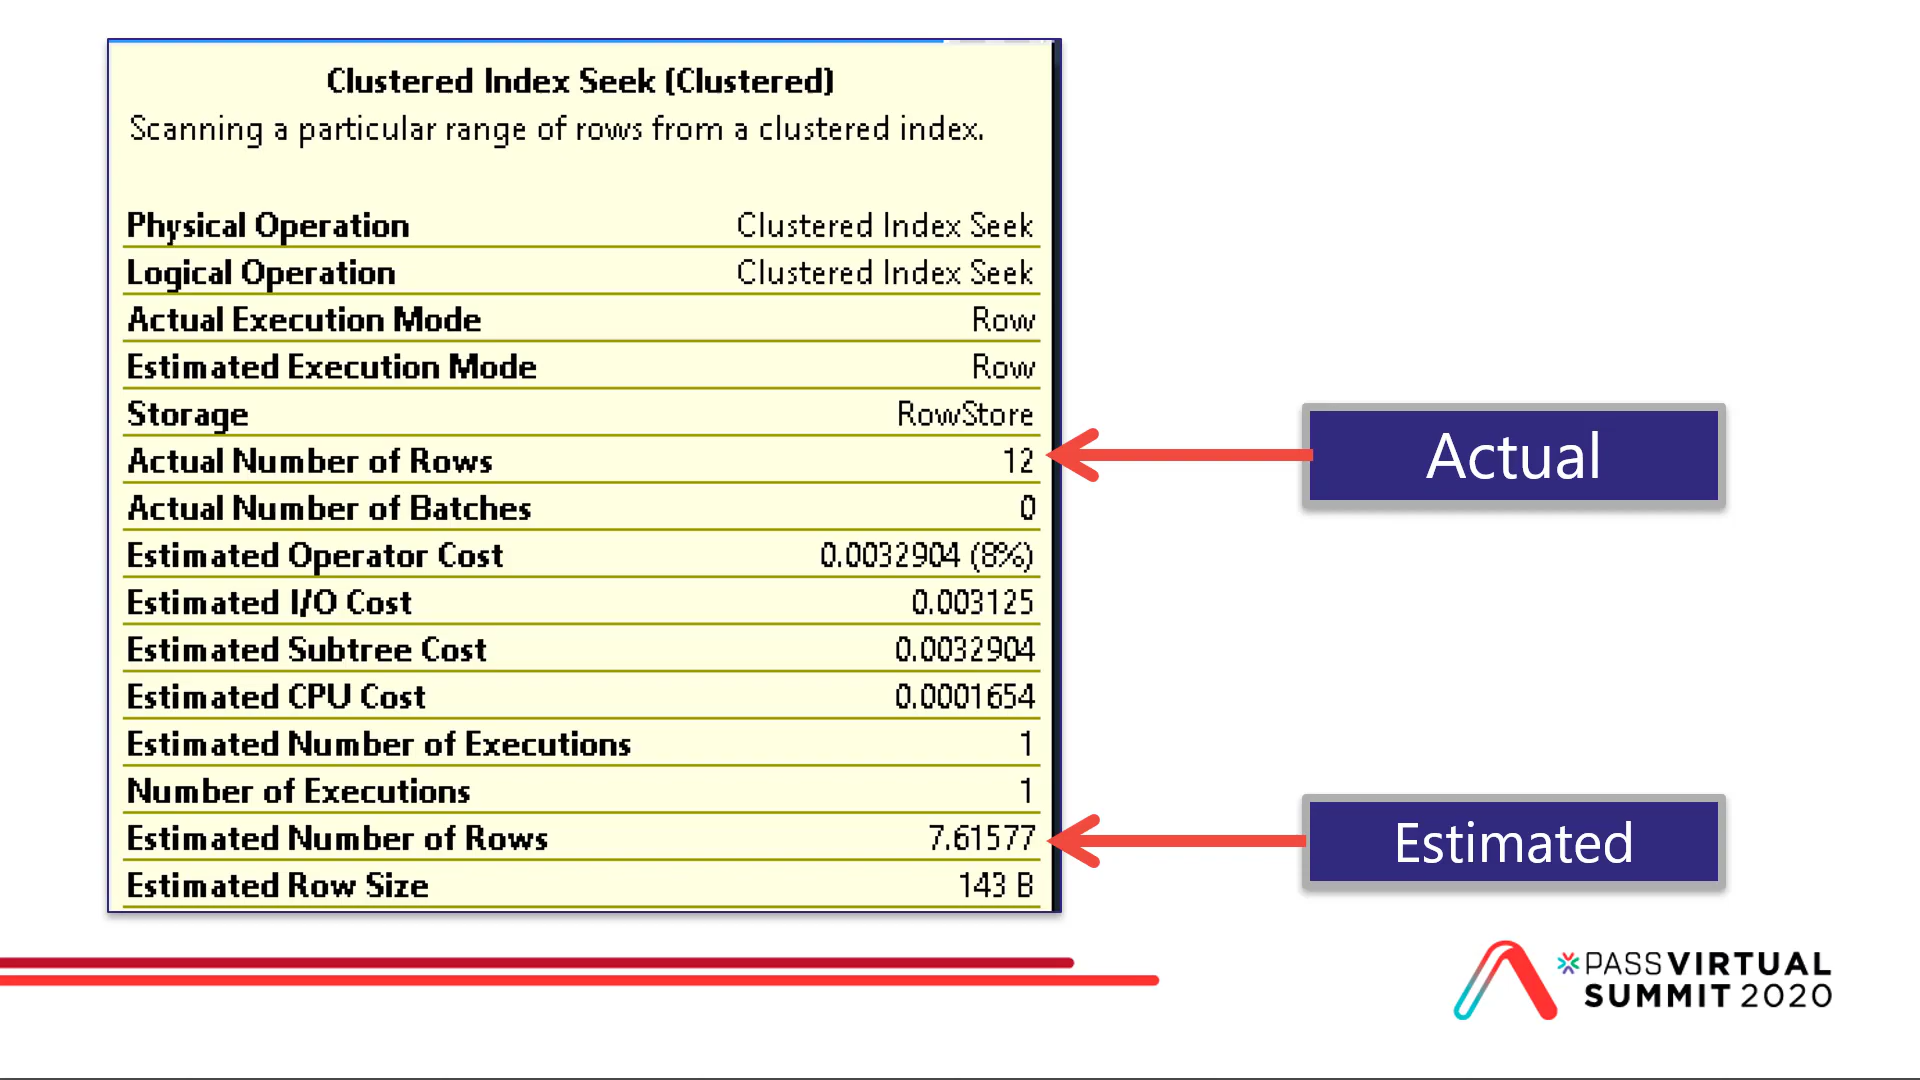 Clustered Index Seek (Clustered)
Scanning a particular range of rows from a clustered index.
Physical Operation Clustered Index Seek
Logical Operation Clustered Index Seek
Actual Execution Mode Row
Estimated Execution Mode Row
Storage RowStore
Actual Number of Rows 12
Actual
Actual Number of Batches 0
Estimated Operator Cost 0.0032904 (8%)
Estimated I/O Cost 0.003125
Estimated Subtree Cost 0.0032904
Estimated CPU Cost 0.0001654
Estimated Number of Executions 1
Number of Executions 1
Estimated Number of Rows 7.61577
Estimated
Estimated Row Size 143 B
PASS VIRTUAL
SUMMIT 2020